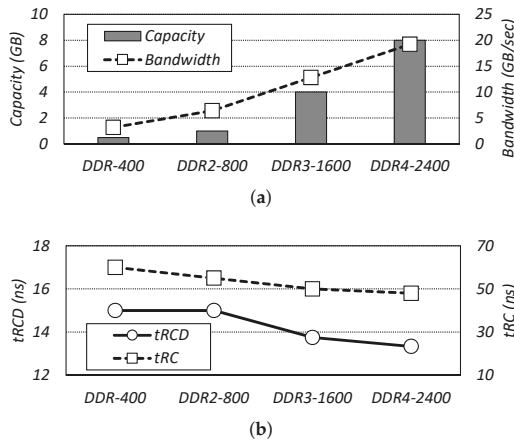 10
8
6
4
2
0
Capacity (GB)
Capacity
Bandwidth
25
20
15
10
5
0
Bandwidth (GB/sec)
DDR-400 DDR2-800 DDR3-1600 DDR4-2400
(a)
18
16
14
12
tRCD (ns)
tRCD
tRC
70
50
30
10
tRC (ns)
DDR-400 DDR2-800 DDR3-1600 DDR4-2400
(b)